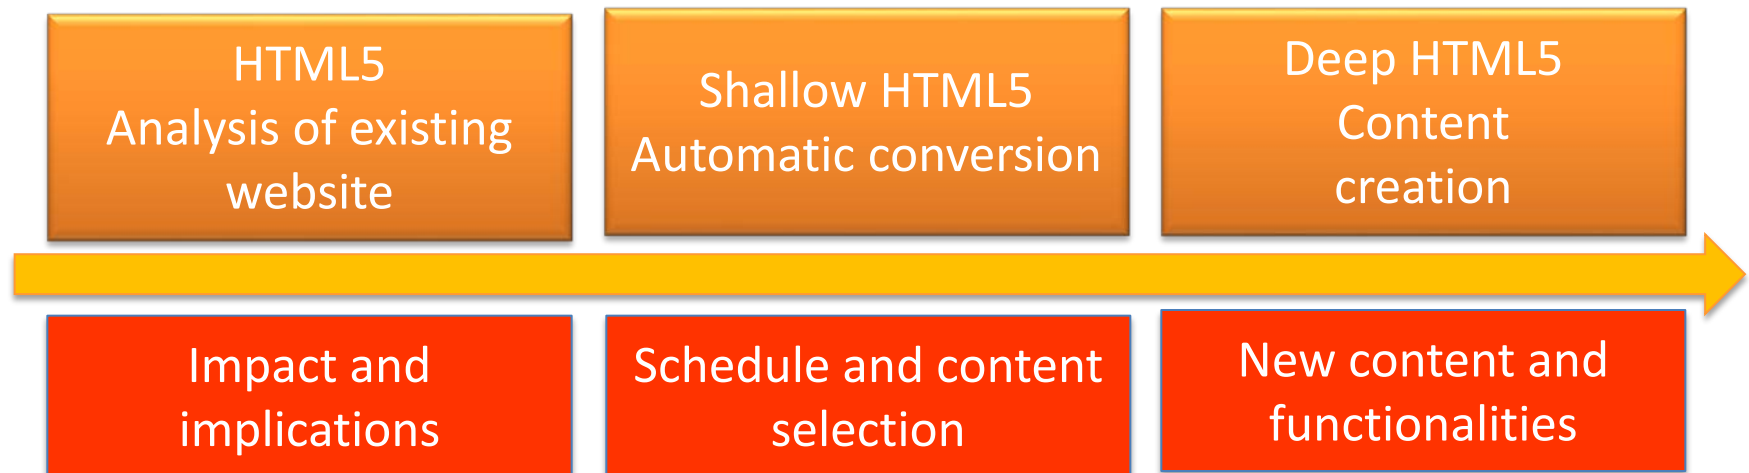 HTML5
Analysis of existing
website
Shallow HTML5
Automatic conversion
Deep HTML5
Content
creation
Impact and
implications
Schedule and content
selection
New content and
functionalities